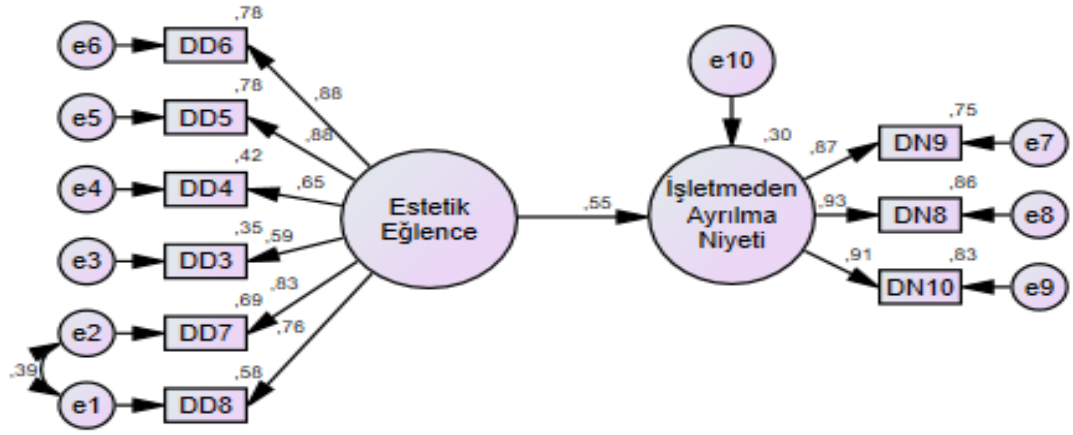 ,78
e6 DD6
,88
,78
e5 DD5
,88
,42
e4 DD4
,65
,35
e3 DD3
,59
,83
,69
e2 DD7
,76
,39
,58
e1 DD8
Estetik
Eğlence
,55
e10
,30
İşletmeden
Ayrılma
Niyeti
,87
,75
DN9 e7
,93
,86
DN8 e8
,91
,83
DN10 e9